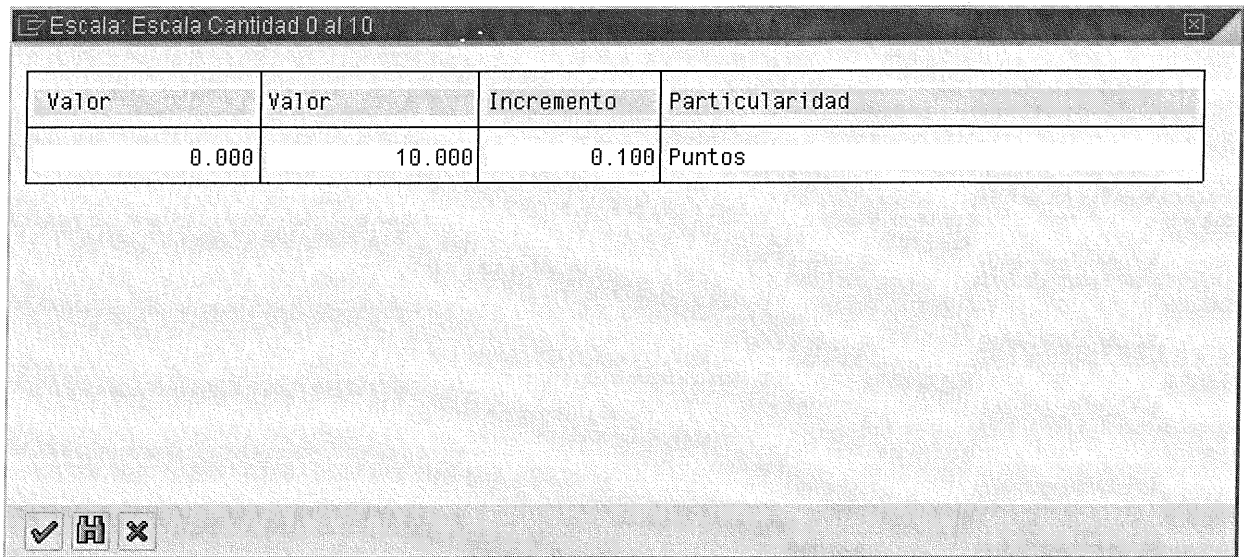 Escala: Escala Cantidad 0 al 10
Valor Valor Incremento Particularidad
0.000 10.000 0.100 Puntos